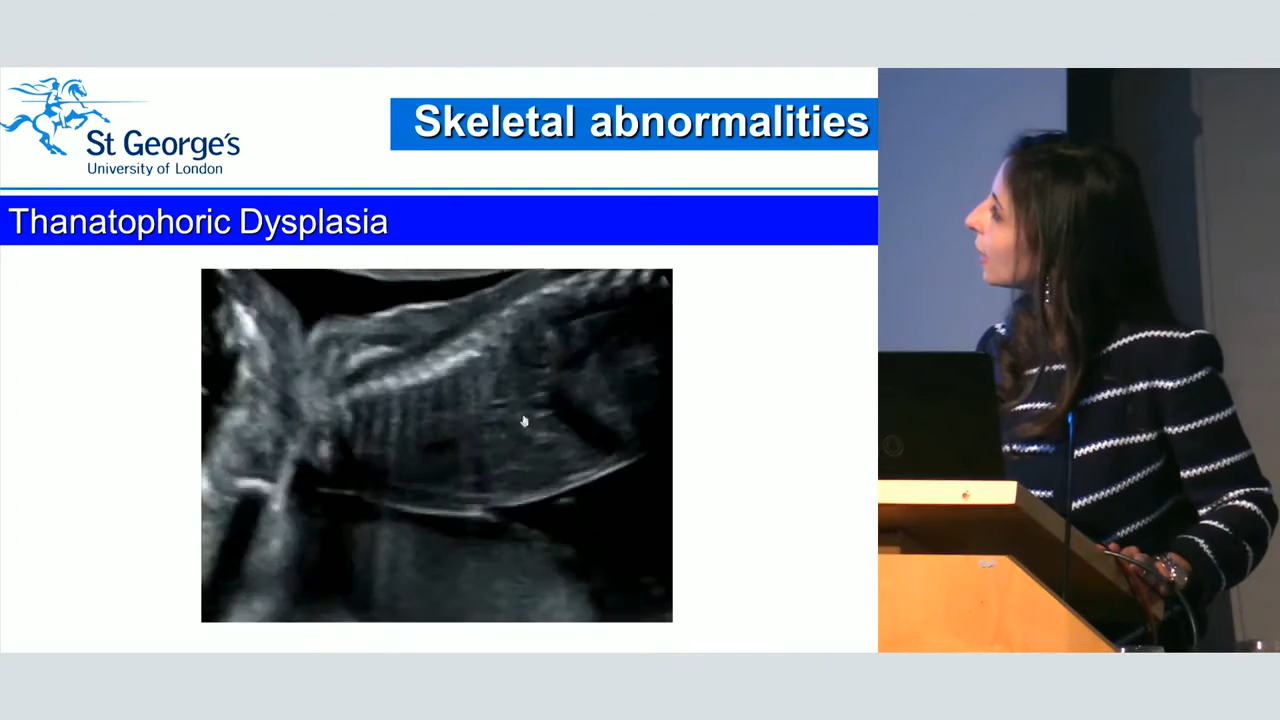 Skeletal abnormalities
St George's
University of London
Thanatophoric Dysplasia